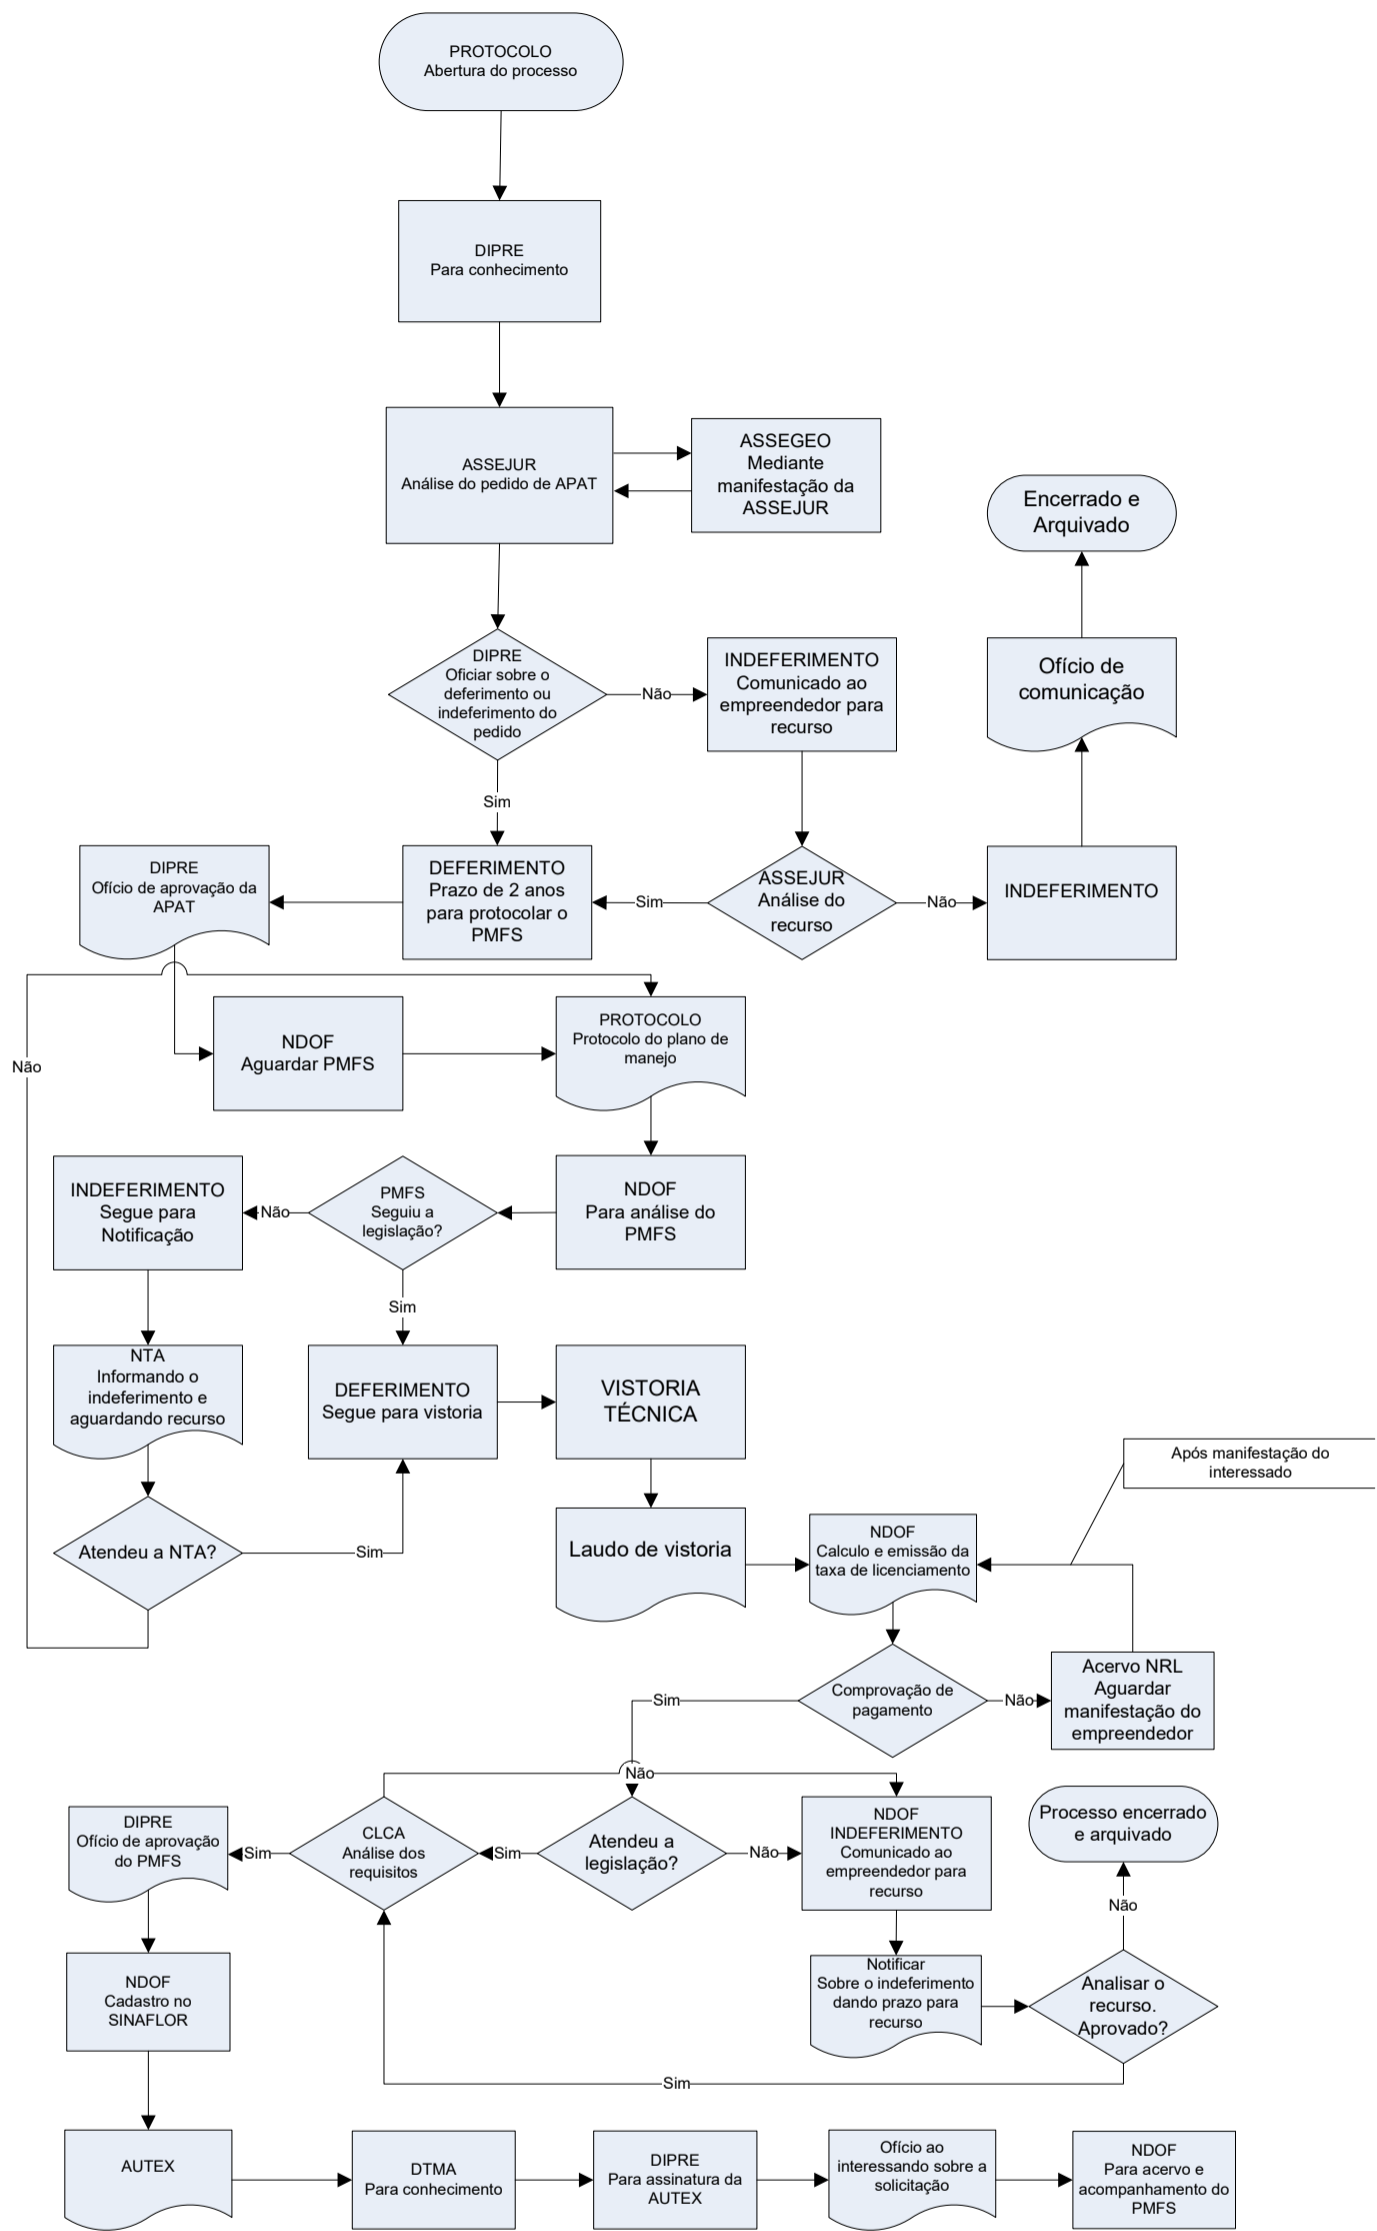 PROTOCOLO
Abertura do processo
DIPRE
Para conhecimento
ASSEJUR
Análise do pedido de APAT
ASSEGEO
Mediante
manifestação da
ASSEJUR
Encerrado e
Arquivado
DIPRE
Oficiar sobre o
deferimento ou
indeferimento do
pedido
Não
INDEFERIMENTO
Comunicado ao
empreendedor para
recurso
Ofício de
comunicação
Sim
DIPRE
Ofício de aprovação da
APAT
DEFERIMENTO
Prazo de 2 anos
para protocolar o
PMFS
Sim
ASSEJUR
Análise do
recurso
Não
INDEFERIMENTO
Não
NDOF
Aguardar PMFS
PROTOCOLO
Protocolo do plano de
manejo
INDEFERIMENTO
Segue para
Notificação
Não
PMFS
Seguiu a
legislação?
NDOF
Para análise do
PMFS
Sim
NTA
Informando o
indeferimento e
aguardando recurso
DEFERIMENTO
Segue para vistoria
VISTORIA
TÉCNICA
Após manifestação do
interessado
Atendeu a NTA?
Sim
Laudo de vistoria
NDOF
Calculo e emissão da
taxa de licenciamento
Sim
Comprovação de
pagamento
Não
Acervo NRL
Aguardar
manifestação do
empreendedor
Não
DIPRE
Ofício de aprovação
do PMFS
Sim
CLCA
Análise dos
requisitos
Sim
Atendeu a
legislação?
Não
NDOF
INDEFERIMENTO
Comunicado ao
empreendedor para
recurso
Processo encerrado
e arquivado
Não
NDOF
Cadastro no
SINAFLOR
Notificar
Sobre o indeferimento
dando prazo para
recurso
Analisar o
recurso.
Aprovado?
Sim
AUTEX
DTMA
Para conhecimento
DIPRE
Para assinatura da
AUTEX
Ofício ao
interessando sobre a
solicitação
NDOF
Para acervo e
acompanhamento do
PMFS